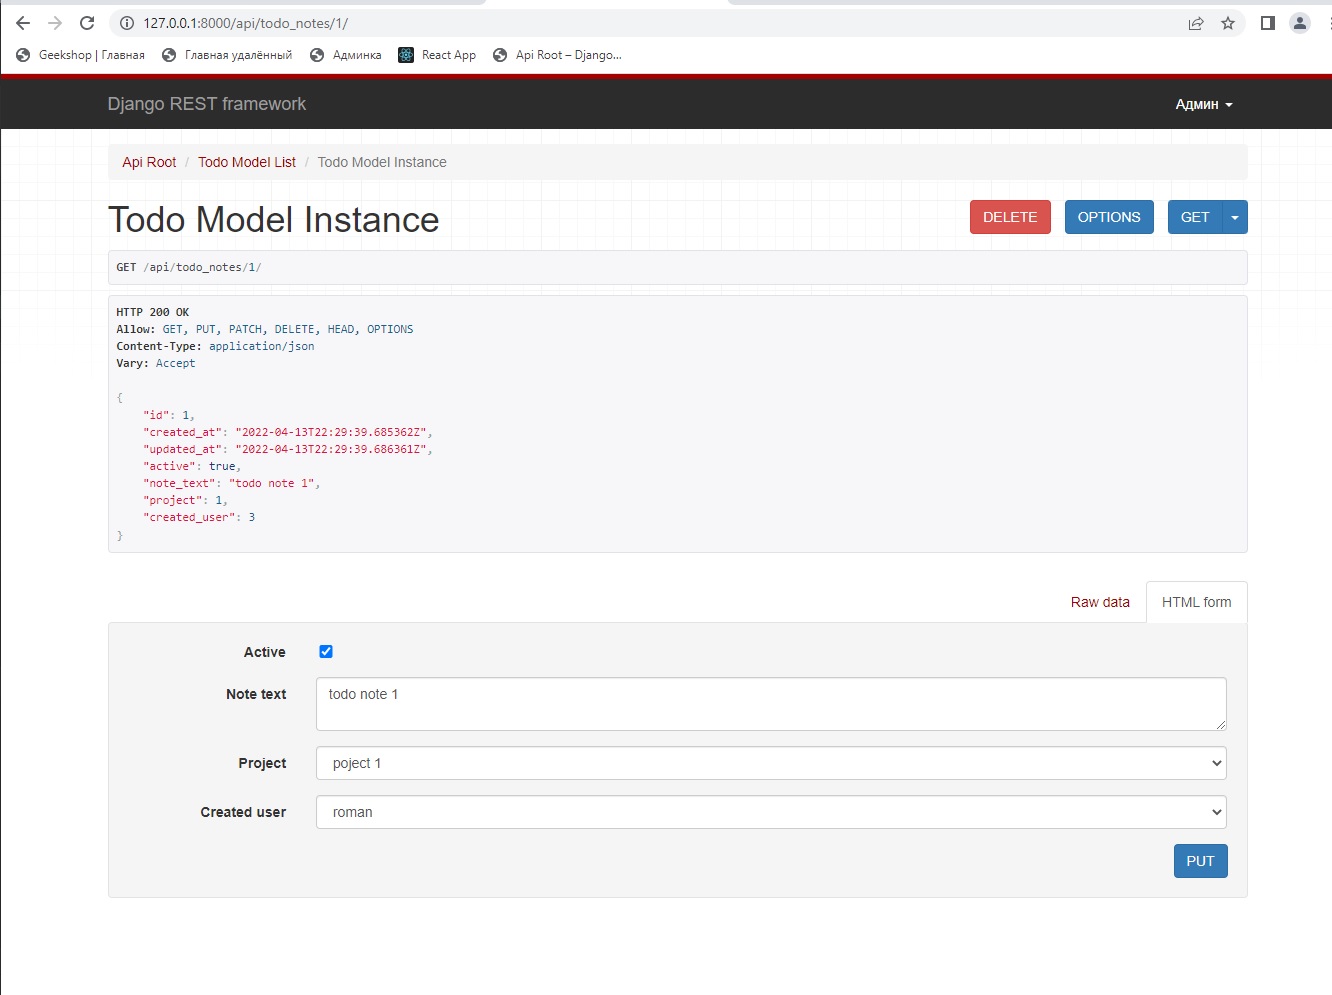 127.0.0.1:8000/api/todo_notes/1/
Geekshop | Главная Главная удалённый Админка React App Api Root – Django...
Django REST framework Админ
Api Root / Todo Model List / Todo Model Instance
Todo Model Instance DELETE OPTIONS GET
GET /api/todo_notes/1/
HTTP 200 OK
Allow: GET, PUT, PATCH, DELETE, HEAD, OPTIONS
Content-Type: application/json
Vary: Accept
{
"id": 1,
"created_at": "2022-04-13T22:29:39.685362Z",
"updated_at": "2022-04-13T22:29:39.686361Z",
"active": true,
"note_text": "todo note 1",
"project": 1,
"created_user": 3
}
Raw data HTML form
Active
Note text todo note 1
Project poject 1
Created user roman
PUT